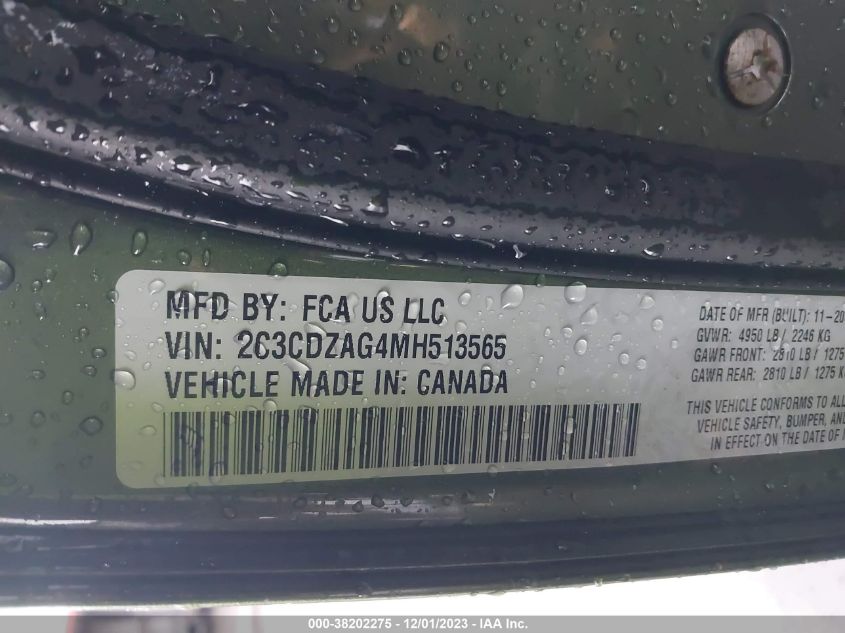 MFD BY: FCA US LLC
VIN: 2C3CDZAG4MH513565
VEHICLE MADE IN: CANADA
DATE OF MFR (BUILT): 11-20
GVWR: 4950 LB / 2246 KG
GAWR FRONT: 2810 LB / 1275
GAWR REAR: 2810 LB / 1275 K
THIS VEHICLE CONFORMS TO ALL
VEHICLE SAFETY, BUMPER, AND
IN EFFECT ON THE DATE OF
000-38202275 - 12/01/2023 - IAA Inc.